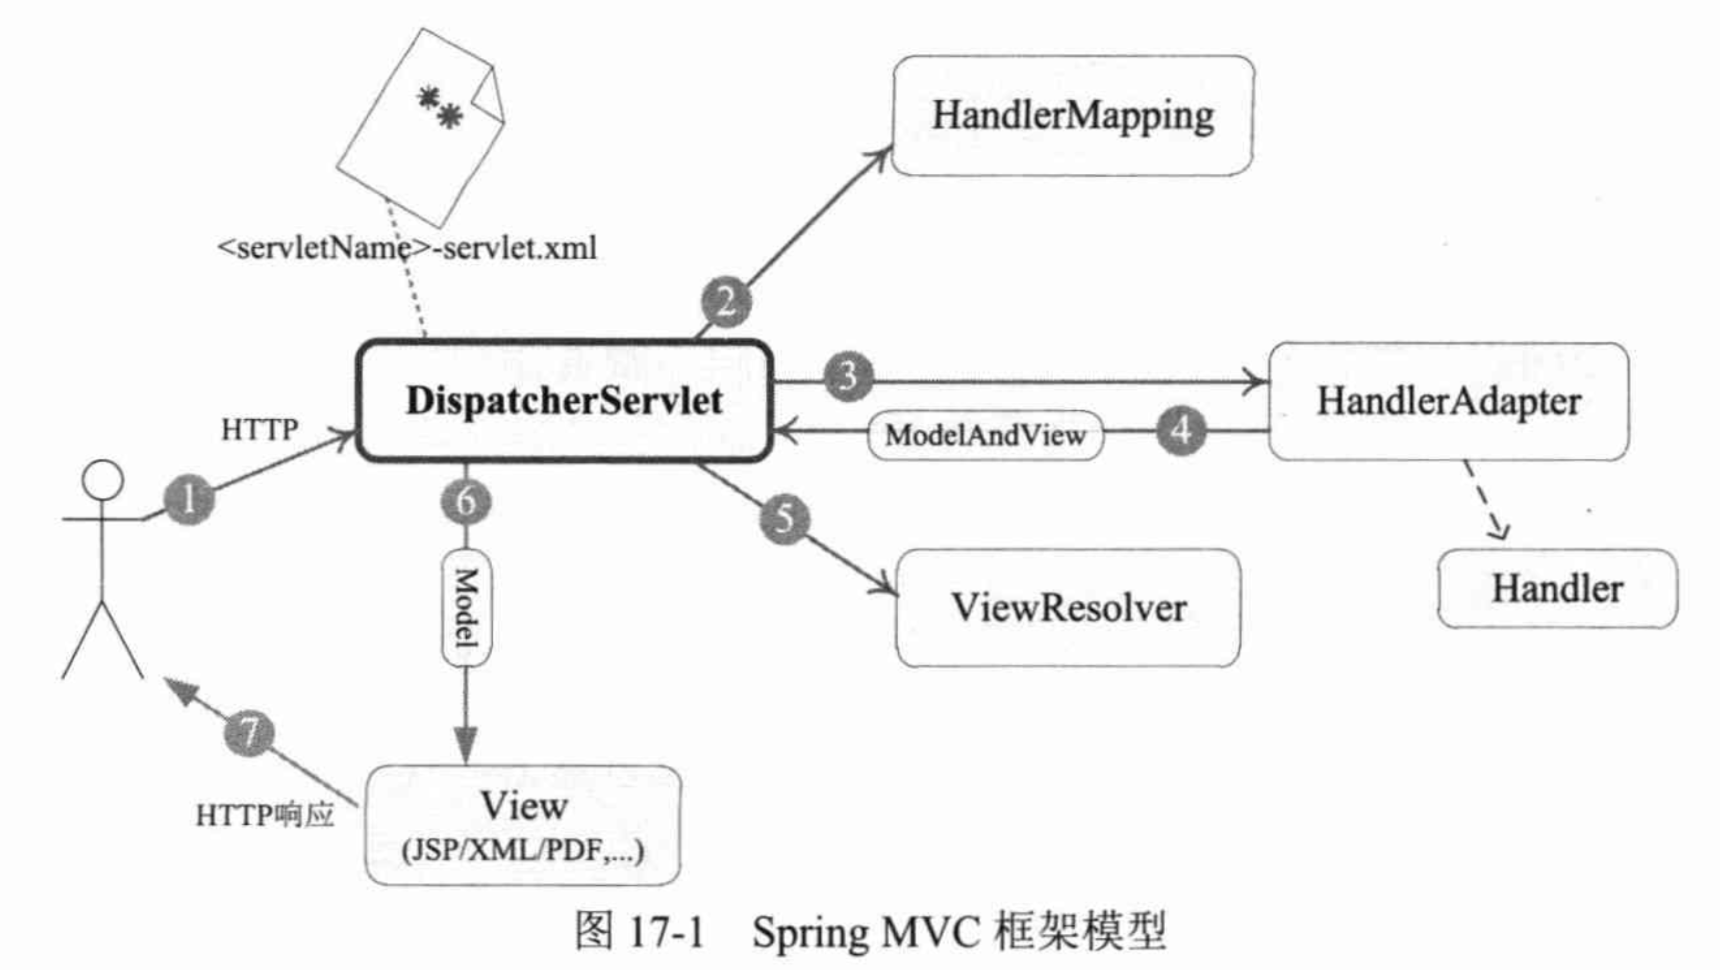 **
HandlerMapping
<servletName>-servlet.xml
2
DispatcherServlet
3
HandlerAdapter
ModelAndView
4
HTTP
1
6
5
Model
ViewResolver
Handler
7
HTTP响应
View
(JSP/XML/PDF,...)
图 17-1 Spring MVC 框架模型